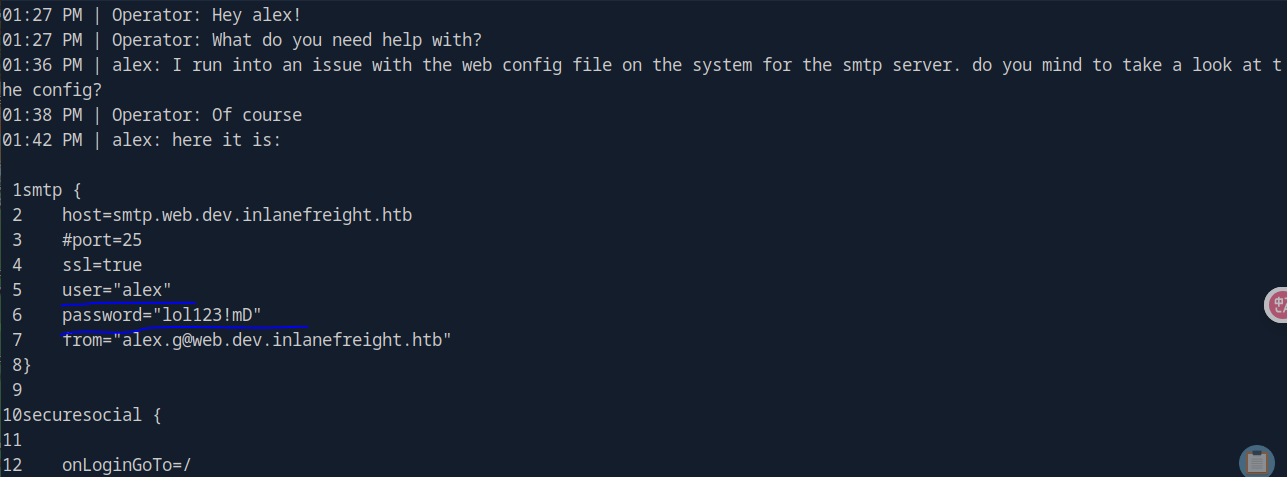 01:27 PM | Operator: Hey alex!
01:27 PM | Operator: What do you need help with?
01:36 PM | alex: I run into an issue with the web config file on the system for the smtp server. do you mind to take a look at t
he config?
01:38 PM | Operator: Of course
01:42 PM | alex: here it is:
1smtp {
2    host=smtp.web.dev.inlanefreight.htb
3    #port=25
4    ssl=true
5    user="alex"
6    password="lol123!mD"
7    from="alex.g@web.dev.inlanefreight.htb"
8}
9
10securesocial {
11
12    onLoginGoTo=/